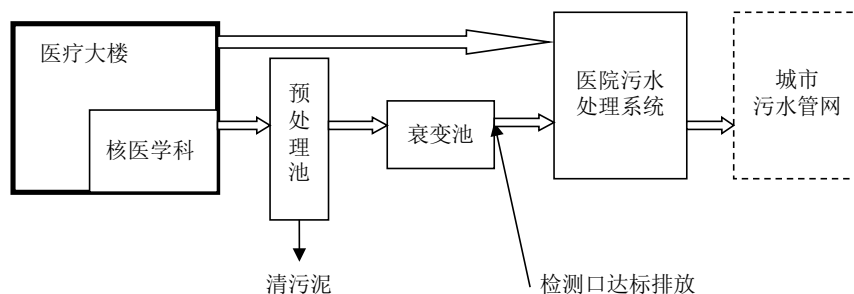 医疗大楼
核医学科
预
处
理
池
衰变池
医院污水
处理系统
城市
污水管网
清污泥
检测口达标排放